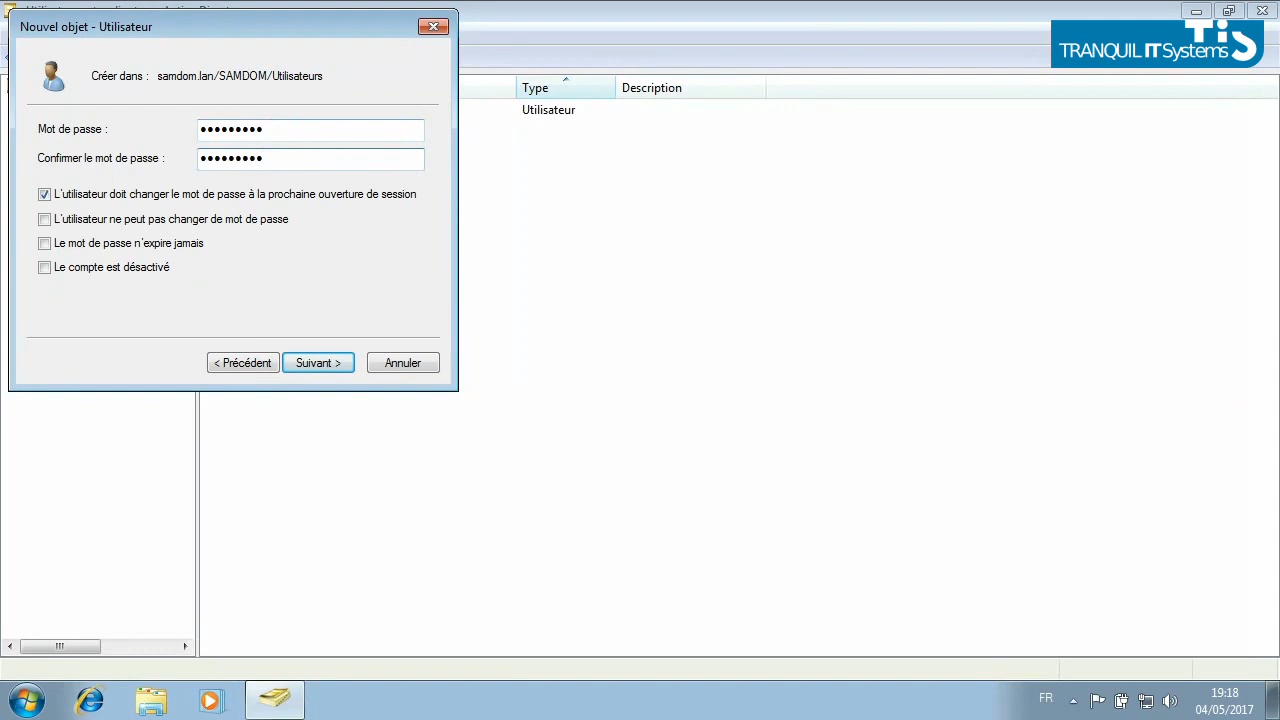 Nouvel objet - Utilisateur
TIS
TRANQUIL IT Systems
Créer dans : samdom.lan/SAMDOM/Utilisateurs
Type Description
Utilisateur
Mot de passe : •••••••••
Confirmer le mot de passe : •••••••••
L'utilisateur doit changer le mot de passe à la prochaine ouverture de session
L'utilisateur ne peut pas changer de mot de passe
Le mot de passe n'expire jamais
Le compte est désactivé
< Précédent Suivant > Annuler
FR
19:18
04/05/2017